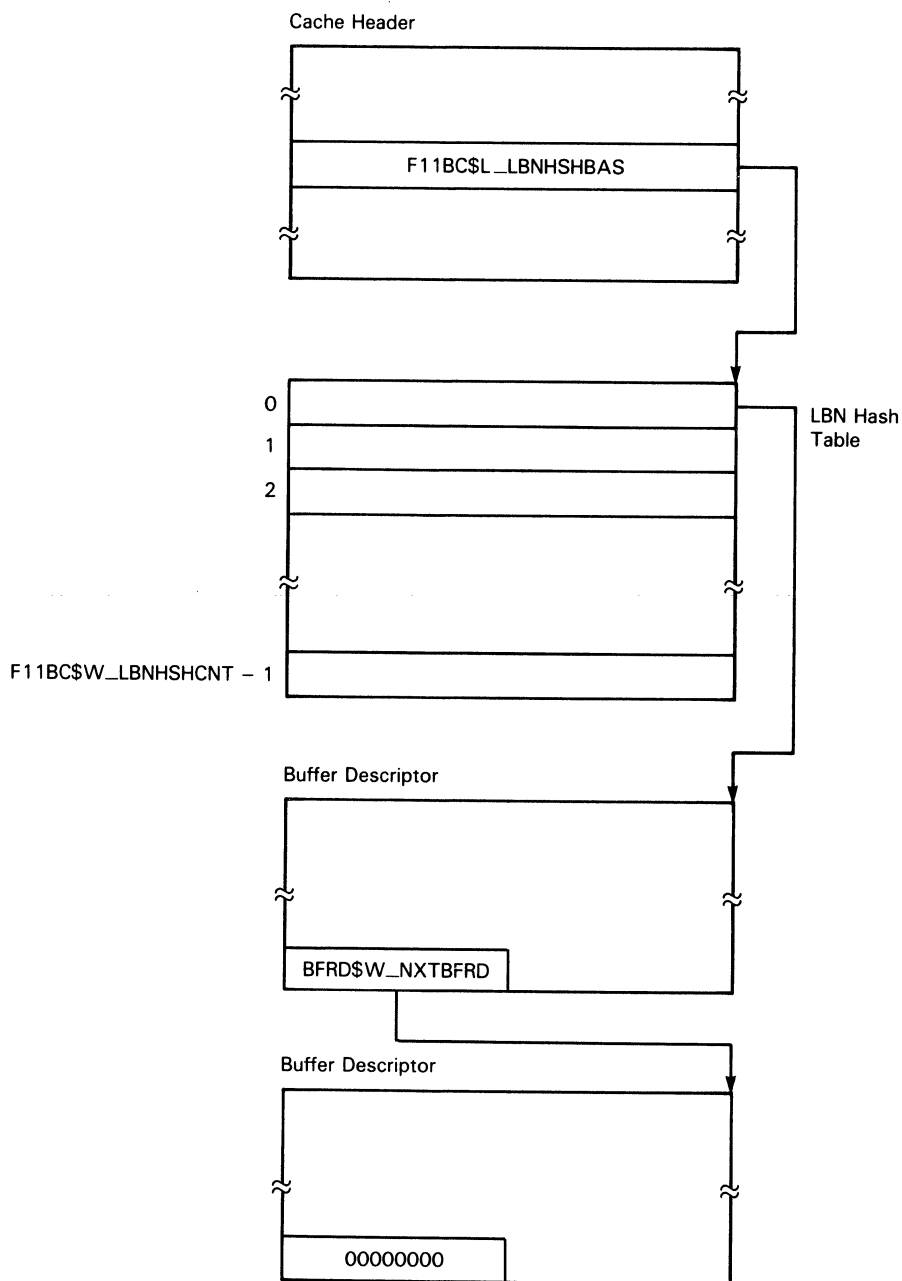 Cache Header
F11BC$L_LBNHSHBAS
0
1
2
LBN Hash
Table
F11BC$W_LBNHSHCNT – 1
Buffer Descriptor
BFRD$W_NXTBFRD
Buffer Descriptor
00000000